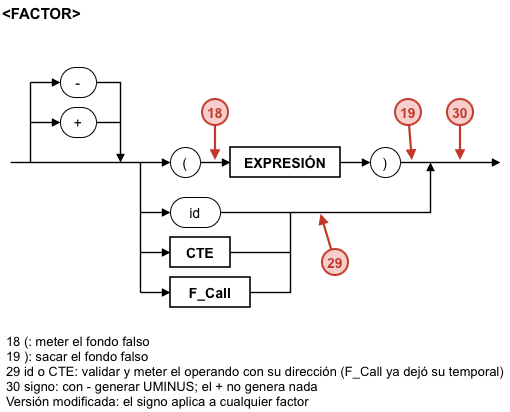 <FACTOR>
-
+
18
19
30
(
EXPRESIÓN
)
id
CTE
29
F_Call
18 (: meter el fondo falso
19 ): sacar el fondo falso
29 id o CTE: validar y meter el operando con su dirección (F_Call ya dejó su temporal)
30 signo: con - generar UMINUS; el + no genera nada
Versión modificada: el signo aplica a cualquier factor